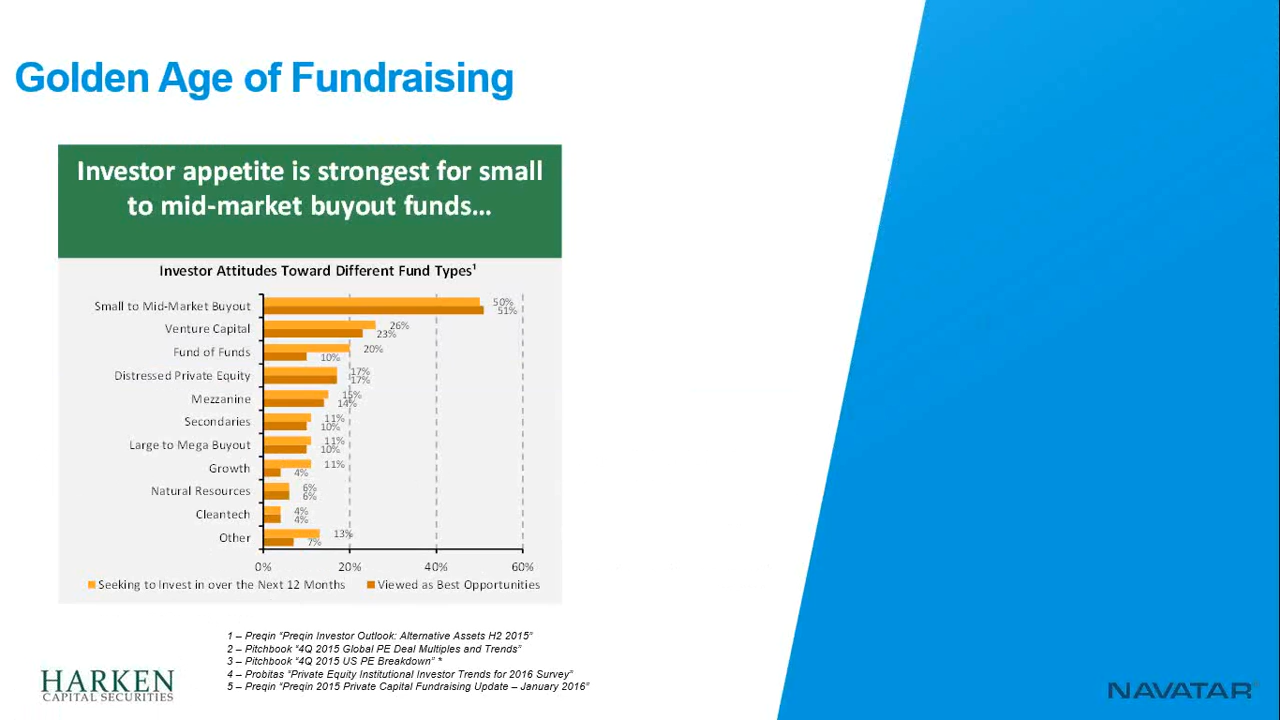 Golden Age of Fundraising
Investor appetite is strongest for small
to mid-market buyout funds…
Investor Attitudes Toward Different Fund Types¹
Small to Mid-Market Buyout 50% 51%
Venture Capital 26% 23%
Fund of Funds 20% 10%
Distressed Private Equity 17% 17%
Mezzanine 15% 14%
Secondaries 11% 10%
Large to Mega Buyout 11% 10%
Growth 11% 4%
Natural Resources 6% 6%
Cleantech 4% 4%
Other 13% 7%
0% 20% 40% 60%
Seeking to Invest in over the Next 12 Months Viewed as Best Opportunities
1 – Preqin “Preqin Investor Outlook: Alternative Assets H2 2015”
2 – Pitchbook “4Q 2015 Global PE Deal Multiples and Trends”
3 – Pitchbook “4Q 2015 US PE Breakdown” *
4 – Probitas “Private Equity Institutional Investor Trends for 2016 Survey”
5 – Preqin “Preqin 2015 Private Capital Fundraising Update – January 2016”
HARKEN
CAPITAL SECURITIES
NAVATAR